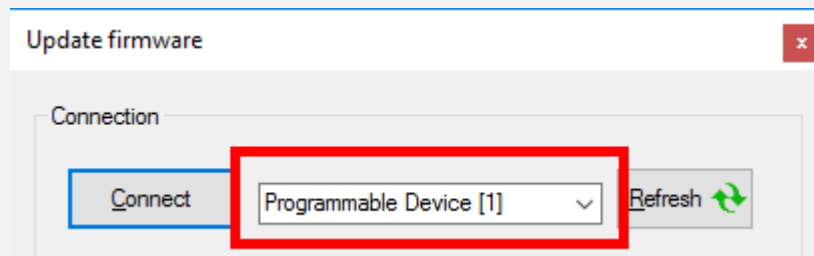 Update firmware
x
Connection
Connect Programmable Device [1] Refresh